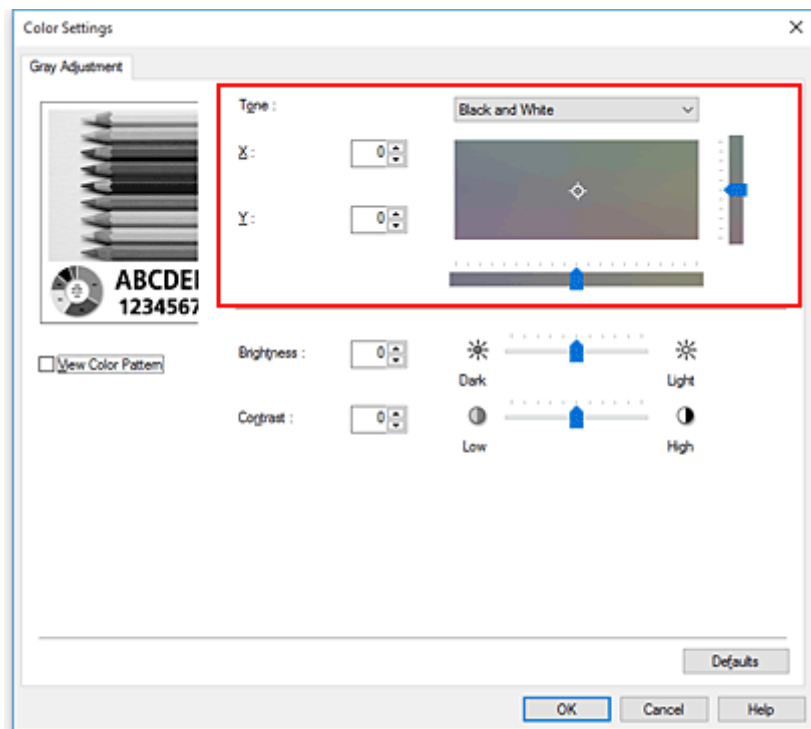 Color Settings
Gray Adjustment
Tone :
Black and White
X :
0
Y :
0
ABCDE
1234567
View Color Pattern
Brightness :
0
Dark
Light
Contrast :
0
Low
High
Defaults
OK
Cancel
Help